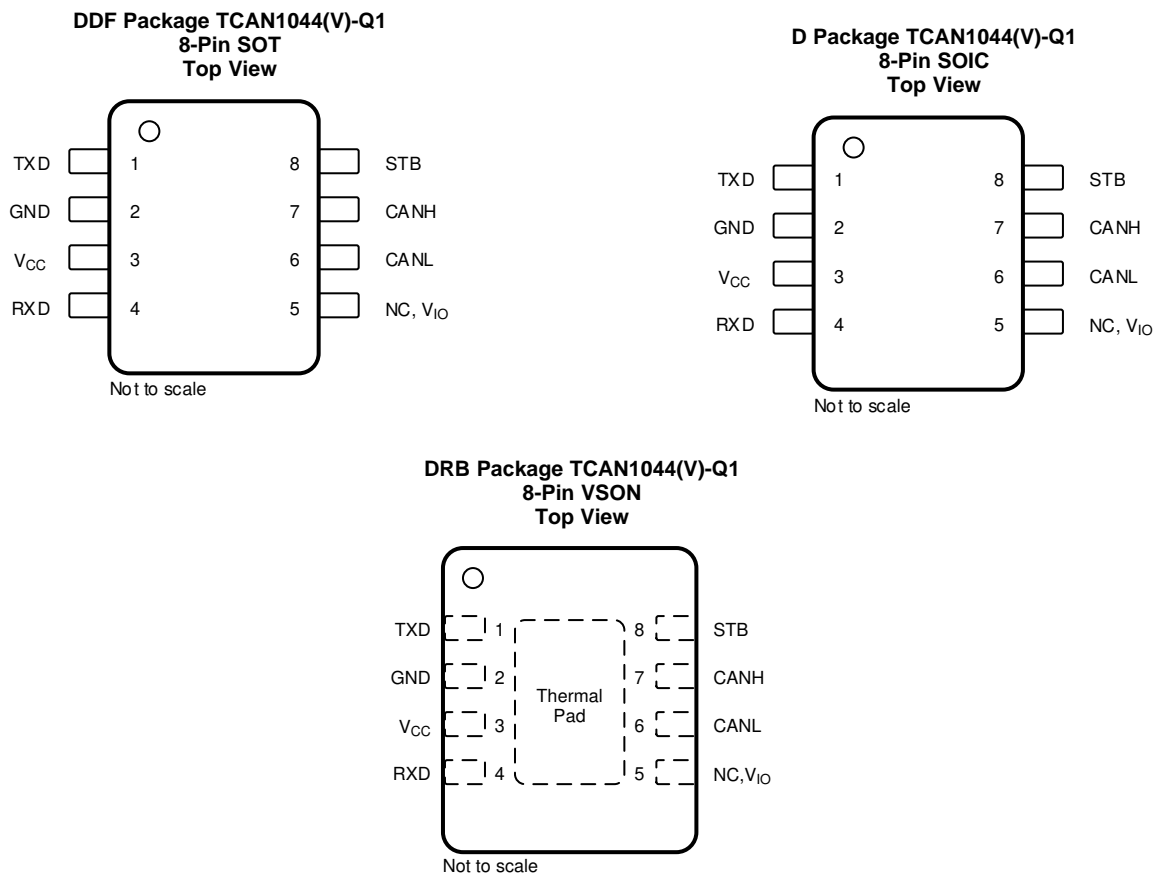 DDF Package TCAN1044(V)-Q1
8-Pin SOT
Top View
TXD 1 8 STB
GND 2 7 CANH
VCC 3 6 CANL
RXD 4 5 NC, VIO
Not to scale
D Package TCAN1044(V)-Q1
8-Pin SOIC
Top View
TXD 1 8 STB
GND 2 7 CANH
VCC 3 6 CANL
RXD 4 5 NC, VIO
Not to scale
DRB Package TCAN1044(V)-Q1
8-Pin VSON
Top View
TXD 1 8 STB
GND 2 7 CANH
Thermal
Pad
VCC 3 6 CANL
RXD 4 5 NC,VIO
Not to scale